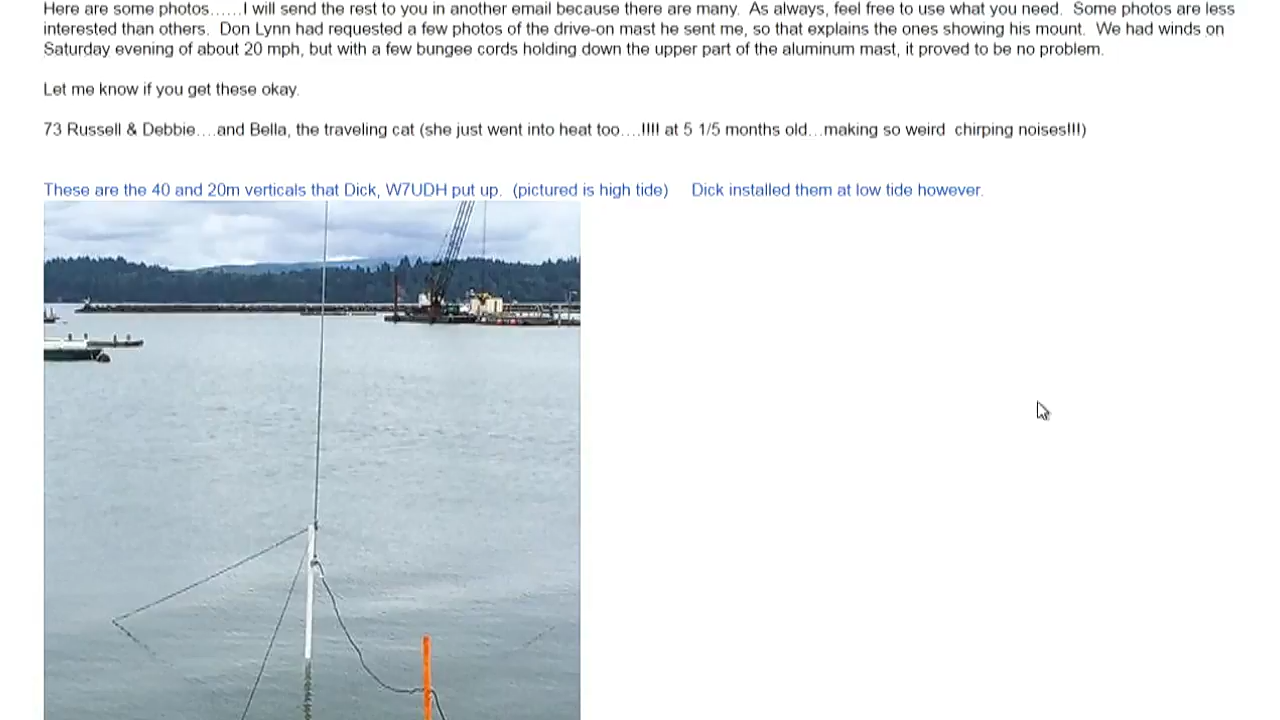 Here are some photos......I will send the rest to you in another email because there are many.  As always, feel free to use what you need.  Some photos are less
interested than others.  Don Lynn had requested a few photos of the drive-on mast he sent me, so that explains the ones showing his mount.  We had winds on
Saturday evening of about 20 mph, but with a few bungee cords holding down the upper part of the aluminum mast, it proved to be no problem.
Let me know if you get these okay.
73 Russell & Debbie....and Bella, the traveling cat (she just went into heat too....!!!! at 5 1/5 months old...making so weird  chirping noises!!!)
These are the 40 and 20m verticals that Dick, W7UDH put up.  (pictured is high tide)     Dick installed them at low tide however.